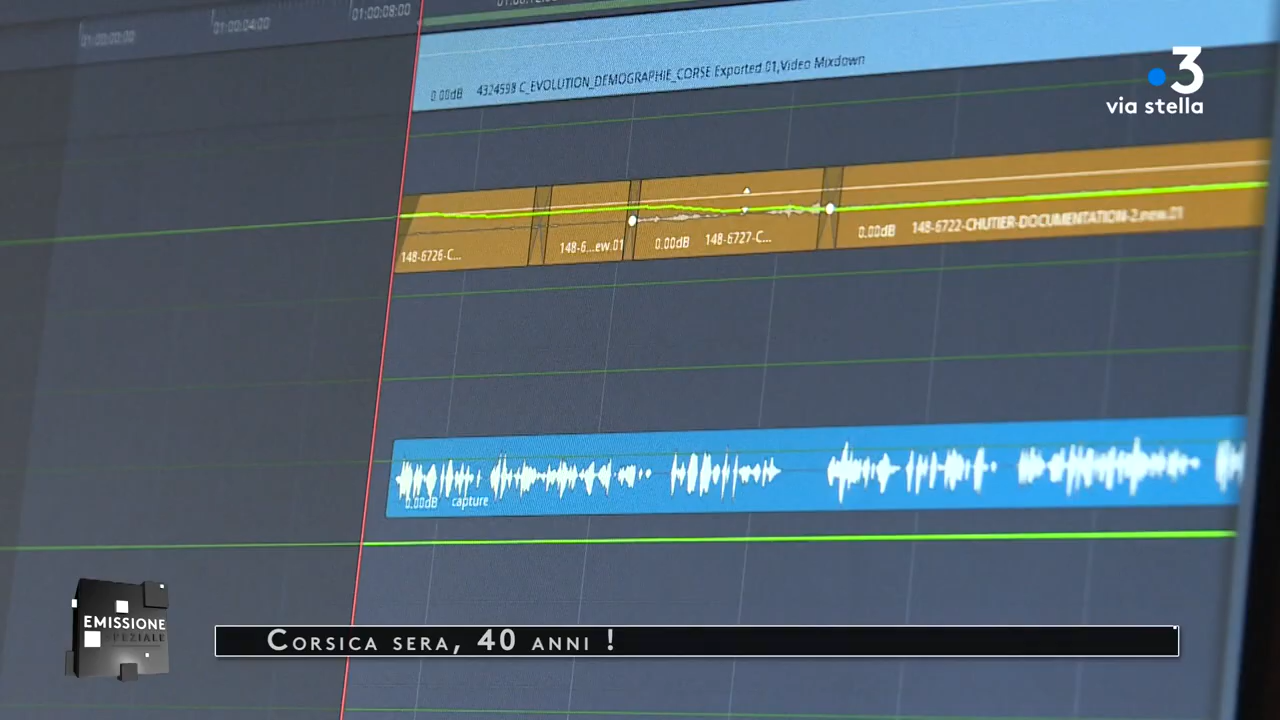 01:00:00:00
01:00:04:00
01:00:08:00
0.00dB 4324598 C_EVOLUTION_DEMOGRAPHIE_CORSE Exported 01,Video Mixdown
3
via stella
148-6726-C...
148-6...ew.01
0.00dB 148-6727-C...
0.00dB 148-6722-CHUTIER-DOCUMENTATION-2.new.01
0.00dB capture
EMISSIONE
SPEZIALE
CORSICA SERA, 40 ANNI !